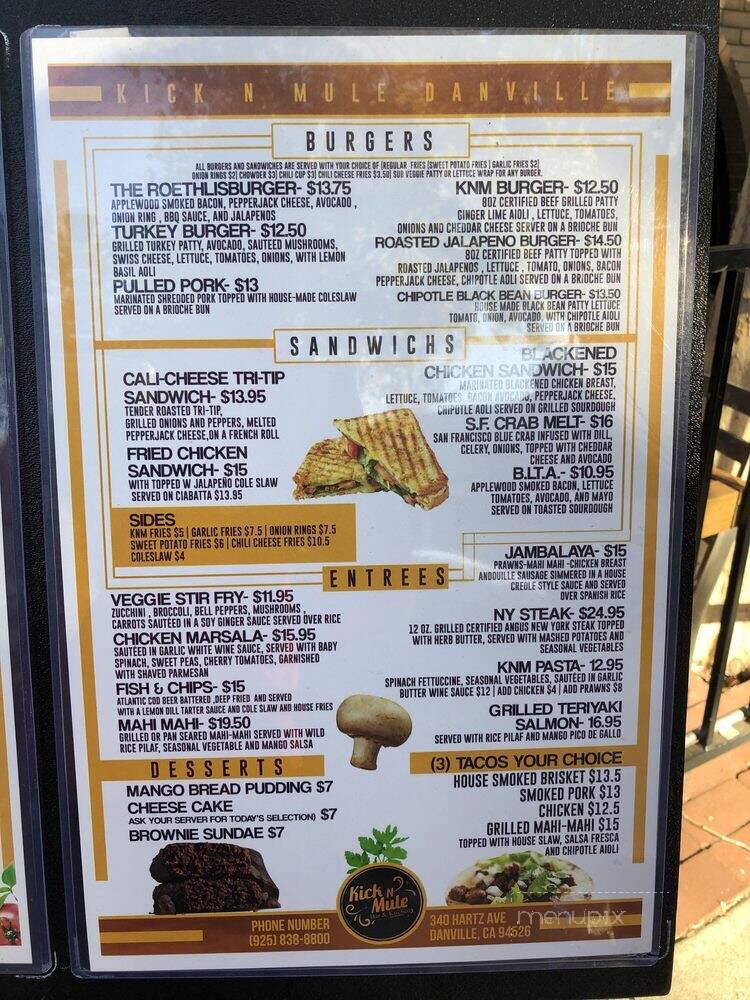 KICK N MULE DANVILLE
BURGERS
ALL BURGERS AND SANDWICHES ARE SERVED WITH YOUR CHOICE OF |REGULAR FRIES |SWEET POTATO FRIES | GARLIC FRIES $2|
ONION RINGS $2| CHOWDER $3| CHILI CUP $3| CHILI CHEESE FRIES $3.50| SUB VEGGIE PATTY OR LETTUCE WRAP FOR ANY BURGER.
THE ROETHLISBURGER- $13.75
APPLEWOOD SMOKED BACON, PEPPERJACK CHEESE, AVOCADO ,
ONION RING , BBQ SAUCE, AND JALAPENOS
TURKEY BURGER- $12.50
GRILLED TURKEY PATTY, AVOCADO, SAUTEED MUSHROOMS,
SWISS CHEESE, LETTUCE, TOMATOES, ONIONS, WITH LEMON
BASIL AOLI
PULLED PORK- $13
MARINATED SHREDDED PORK TOPPED WITH HOUSE-MADE COLESLAW
SERVED ON A BRIOCHE BUN
KNM BURGER- $12.50
8OZ CERTIFIED BEEF GRILLED PATTY
GINGER LIME AIOLI , LETTUCE, TOMATOES,
ONIONS AND CHEDDAR CHEESE SERVER ON A BRIOCHE BUN
ROASTED JALAPENO BURGER- $14.50
8OZ CERTIFIED BEEF PATTY TOPPED WITH
ROASTED JALAPENOS , LETTUCE , TOMATO, ONIONS, BACON
PEPPERJACK CHEESE, CHIPOTLE AOLI SERVED ON A BRIOCHE BUN
CHIPOTLE BLACK BEAN BURGER- $13.50
HOUSE MADE BLACK BEAN PATTY LETTUCE
TOMATO, ONION, AVOCADO, WITH CHIPOTLE AIOLI
SERVED ON A BRIOCHE BUN
SANDWICHS
CALI-CHEESE TRI-TIP
SANDWICH- $13.95
TENDER ROASTED TRI-TIP,
GRILLED ONIONS AND PEPPERS, MELTED
PEPPERJACK CHEESE,ON A FRENCH ROLL
FRIED CHICKEN
SANDWICH- $15
WITH TOPPED W JALAPEÑO COLE SLAW
SERVED ON CIABATTA $13.95
BLACKENED
CHICKEN SANDWICH- $15
MARINATED BLACKENED CHICKEN BREAST,
LETTUCE, TOMATOES, BACON AVOCADO, PEPPERJACK CHEESE,
CHIPOTLE AOLI SERVED ON GRILLED SOURDOUGH
S.F. CRAB MELT- $16
SAN FRANCISCO BLUE CRAB INFUSED WITH DILL,
CELERY, ONIONS, TOPPED WITH CHEDDAR
CHEESE AND AVOCADO
B.L.T.A.- $10.95
APPLEWOOD SMOKED BACON, LETTUCE
TOMATOES, AVOCADO, AND MAYO
SERVED ON TOASTED SOURDOUGH
SIDES
KNM FRIES $5 | GARLIC FRIES $7.5 | ONION RINGS $7.5
SWEET POTATO FRIES $6 | CHILI CHEESE FRIES $10.5
COLESLAW $4
ENTREES
VEGGIE STIR FRY- $11.95
ZUCCHINI , BROCCOLI, BELL PEPPERS, MUSHROOMS ,
CARROTS SAUTÉED IN A SOY GINGER SAUCE SERVED OVER RICE
CHICKEN MARSALA- $15.95
SAUTÉED IN GARLIC WHITE WINE SAUCE, SERVED WITH BABY
SPINACH, SWEET PEAS, CHERRY TOMATOES, GARNISHED
WITH SHAVED PARMESAN
FISH & CHIPS- $15
ATLANTIC COD BEER BATTERED ,DEEP FRIED AND SERVED
WITH A LEMON DILL TARTER SAUCE AND COLE SLAW AND HOUSE FRIES
MAHI MAHI- $19.50
GRILLED OR PAN SEARED MAHI-MAHI SERVED WITH WILD
RICE PILAF, SEASONAL VEGETABLE AND MANGO SALSA
JAMBALAYA- $15
PRAWNS-MAHI MAHI -CHICKEN BREAST
ANDOUILLE SAUSAGE SIMMERED IN A HOUSE
CREOLE STYLE SAUCE AND SERVED
OVER SPANISH RICE
NY STEAK- $24.95
12 OZ. GRILLED CERTIFIED ANGUS NEW YORK STEAK TOPPED
WITH HERB BUTTER, SERVED WITH MASHED POTATOES AND
SEASONAL VEGETABLES
KNM PASTA- 12.95
SPINACH FETTUCCINE, SEASONAL VEGETABLES, SAUTÉED IN GARLIC
BUTTER WINE SAUCE $12 | ADD CHICKEN $4 | ADD PRAWNS $8
GRILLED TERIYAKI
SALMON- 16.95
SERVED WITH RICE PILAF AND MANGO PICO DE GALLO
DESSERTS
MANGO BREAD PUDDING $7
CHEESE CAKE
ASK YOUR SERVER FOR TODAY'S SELECTION) $7
BROWNIE SUNDAE $7
(3) TACOS YOUR CHOICE
HOUSE SMOKED BRISKET $13.5
SMOKED PORK $13
CHICKEN $12.5
GRILLED MAHI-MAHI $15
TOPPED WITH HOUSE SLAW, SALSA FRESCA
AND CHIPOTLE AIOLI
Kick N
Mule
PHONE NUMBER
(925) 838-8800
340 HARTZ AVE
DANVILLE, CA 94526
menupix